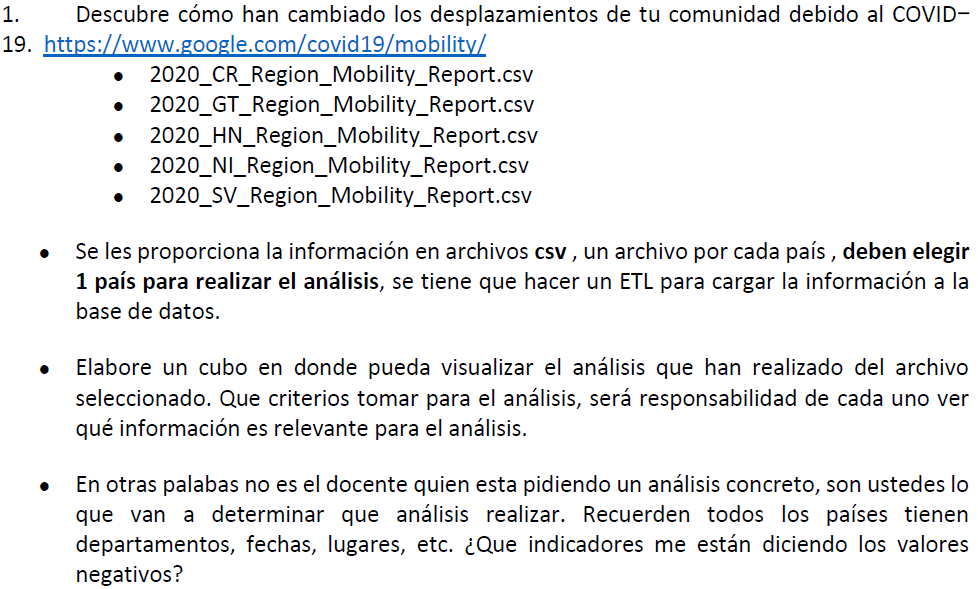 1. Descubre cómo han cambiado los desplazamientos de tu comunidad debido al COVID–
19. https://www.google.com/covid19/mobility/
• 2020_CR_Region_Mobility_Report.csv
• 2020_GT_Region_Mobility_Report.csv
• 2020_HN_Region_Mobility_Report.csv
• 2020_NI_Region_Mobility_Report.csv
• 2020_SV_Region_Mobility_Report.csv
• Se les proporciona la información en archivos csv , un archivo por cada país , deben elegir
1 país para realizar el análisis, se tiene que hacer un ETL para cargar la información a la
base de datos.
• Elabore un cubo en donde pueda visualizar el análisis que han realizado del archivo
seleccionado. Que criterios tomar para el análisis, será responsabilidad de cada uno ver
qué información es relevante para el análisis.
• En otras palabas no es el docente quien esta pidiendo un análisis concreto, son ustedes lo
que van a determinar que análisis realizar. Recuerden todos los países tienen
departamentos, fechas, lugares, etc. ¿Que indicadores me están diciendo los valores
negativos?